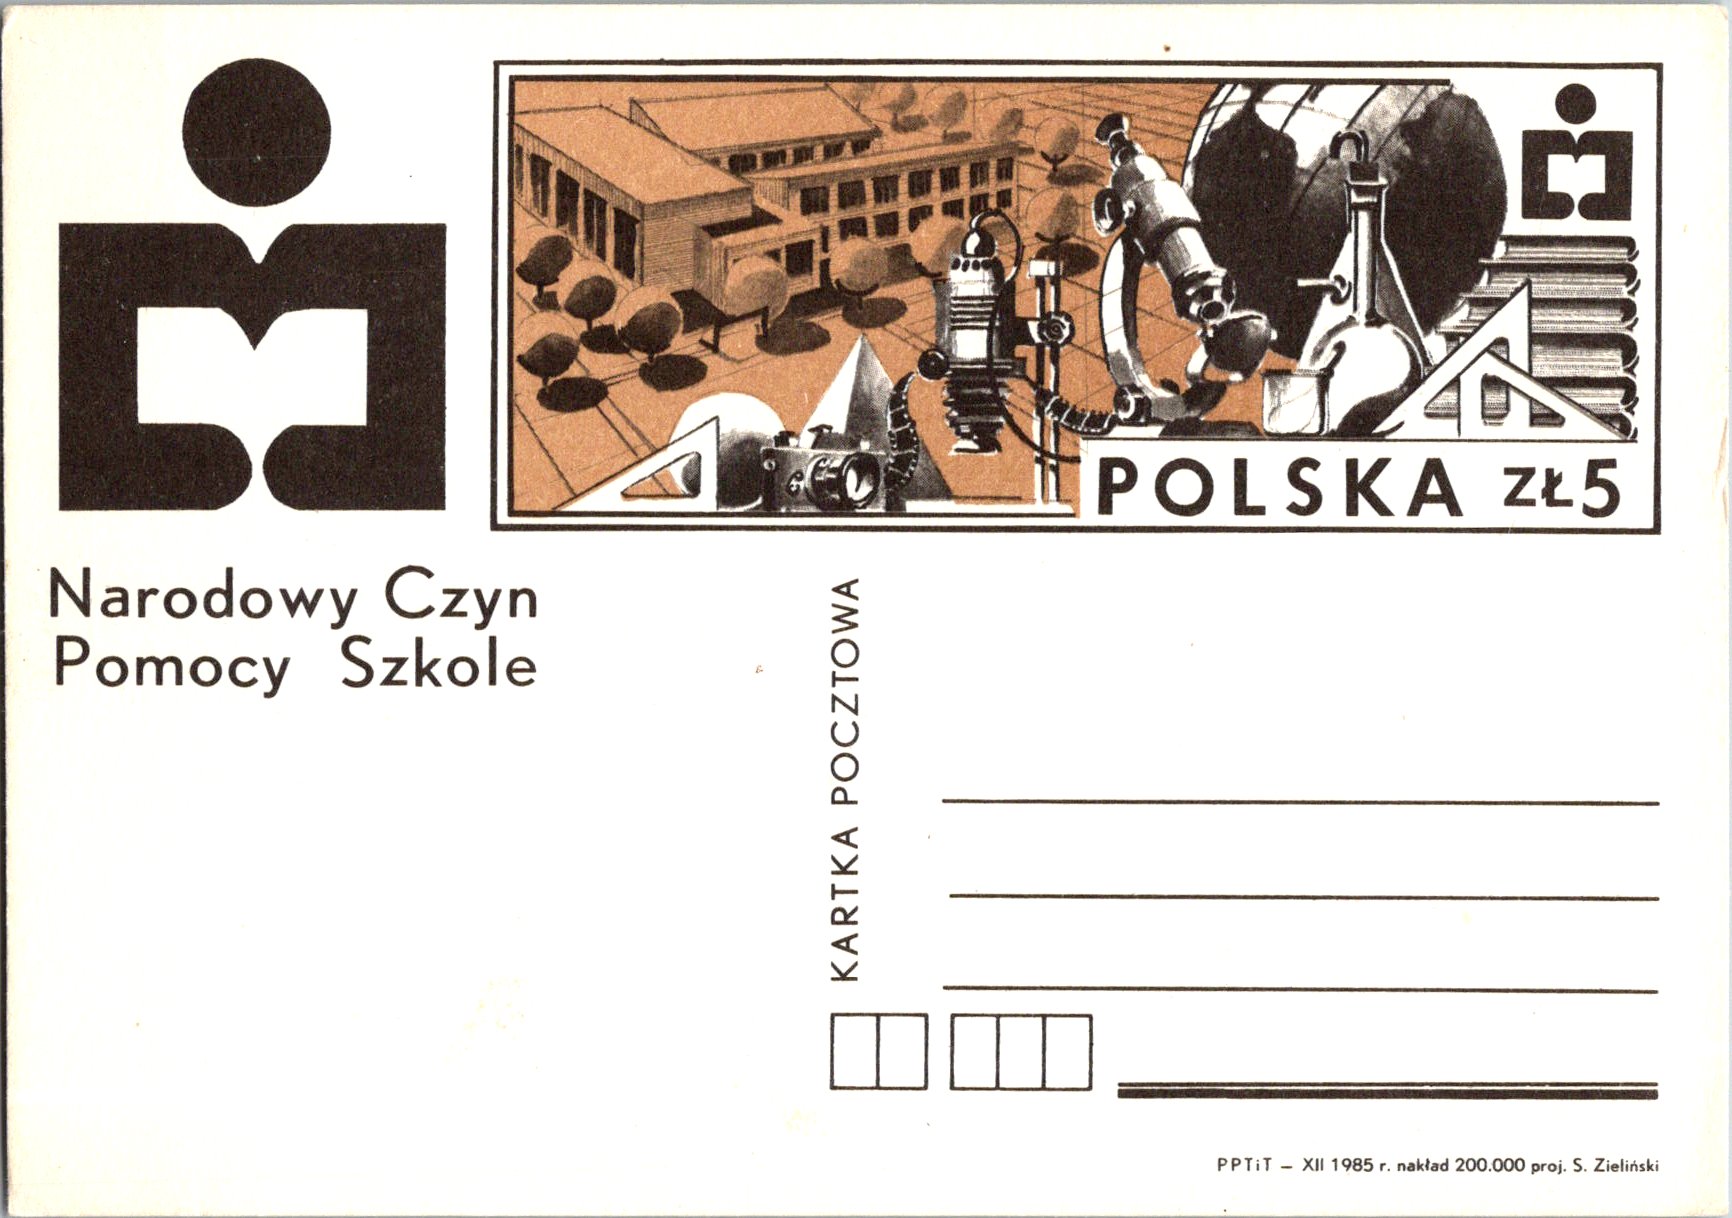 POLSKA ZŁ5
Narodowy Czyn
Pomocy Szkole
KARTKA POCZTOWA
PPTiT – XII 1985 r. nakład 200.000 proj. S. Zieliński